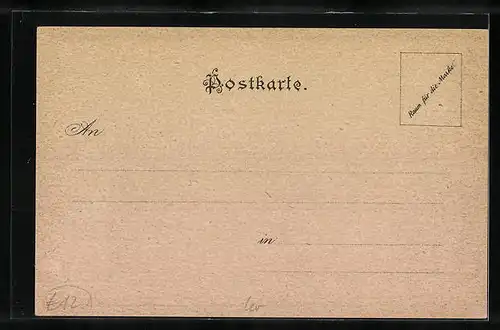 Postkarte.
Raum für die Marke
An
in